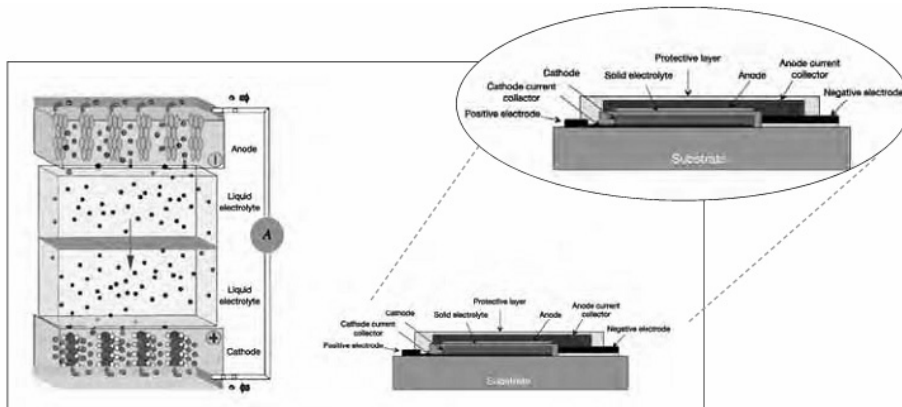 Anode
Liquid
electrolyte
A
Liquid
electrolyte
Cathode
Protective layer
Cathode
Solid electrolyte
Anode
Anode current
collector
Cathode current
collector
Positive electrode
Negative electrode
Substrate
Protective layer
Cathode
Solid electrolyte
Anode
Anode current
collector
Cathode current
collector
Positive electrode
Negative electrode
Substrate